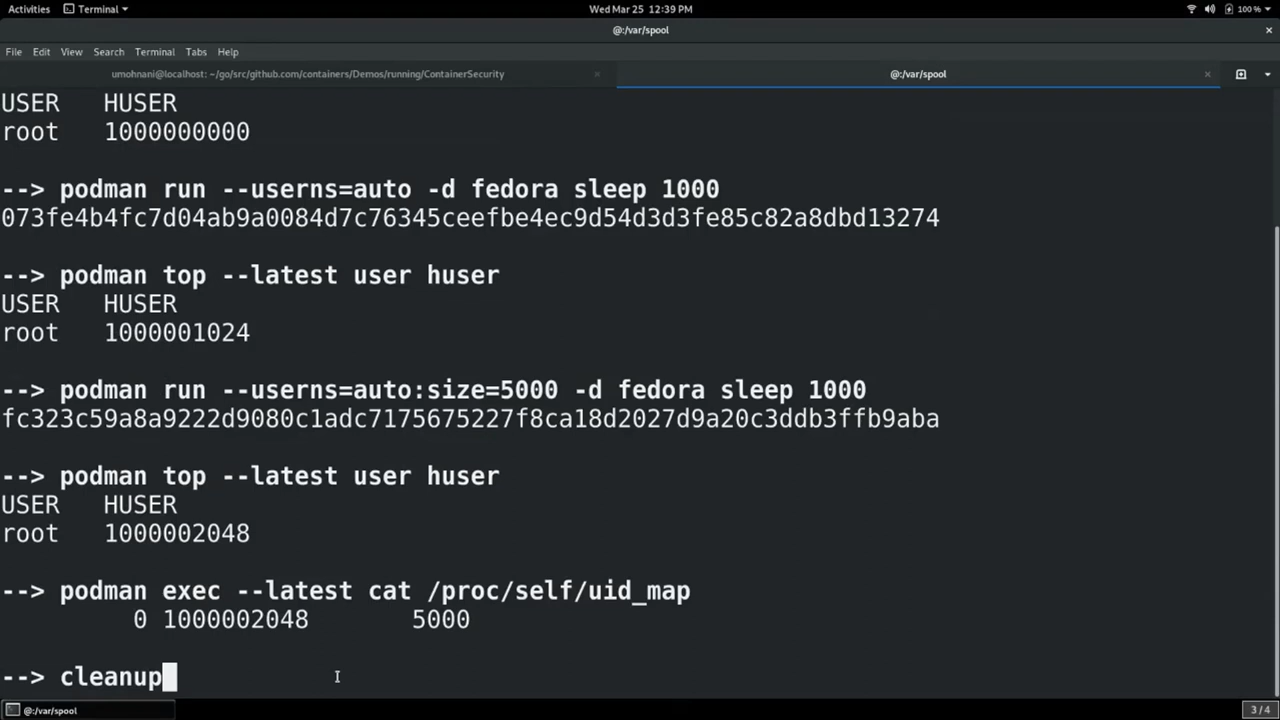 Activities Terminal Wed Mar 25 12:39 PM 100 %
@:/var/spool
File Edit View Search Terminal Tabs Help
umohnani@localhost: ~/go/src/github.com/containers/Demos/running/ContainerSecurity @:/var/spool
USER HUSER
root 1000000000
--> podman run --userns=auto -d fedora sleep 1000
073fe4b4fc7d04ab9a0084d7c76345ceefbe4ec9d54d3d3fe85c82a8dbd13274
--> podman top --latest user huser
USER HUSER
root 1000001024
--> podman run --userns=auto:size=5000 -d fedora sleep 1000
fc323c59a8a9222d9080c1adc7175675227f8ca18d2027d9a20c3ddb3ffb9aba
--> podman top --latest user huser
USER HUSER
root 1000002048
--> podman exec --latest cat /proc/self/uid_map
0 1000002048 5000
--> cleanup
@:/var/spool 3 / 4